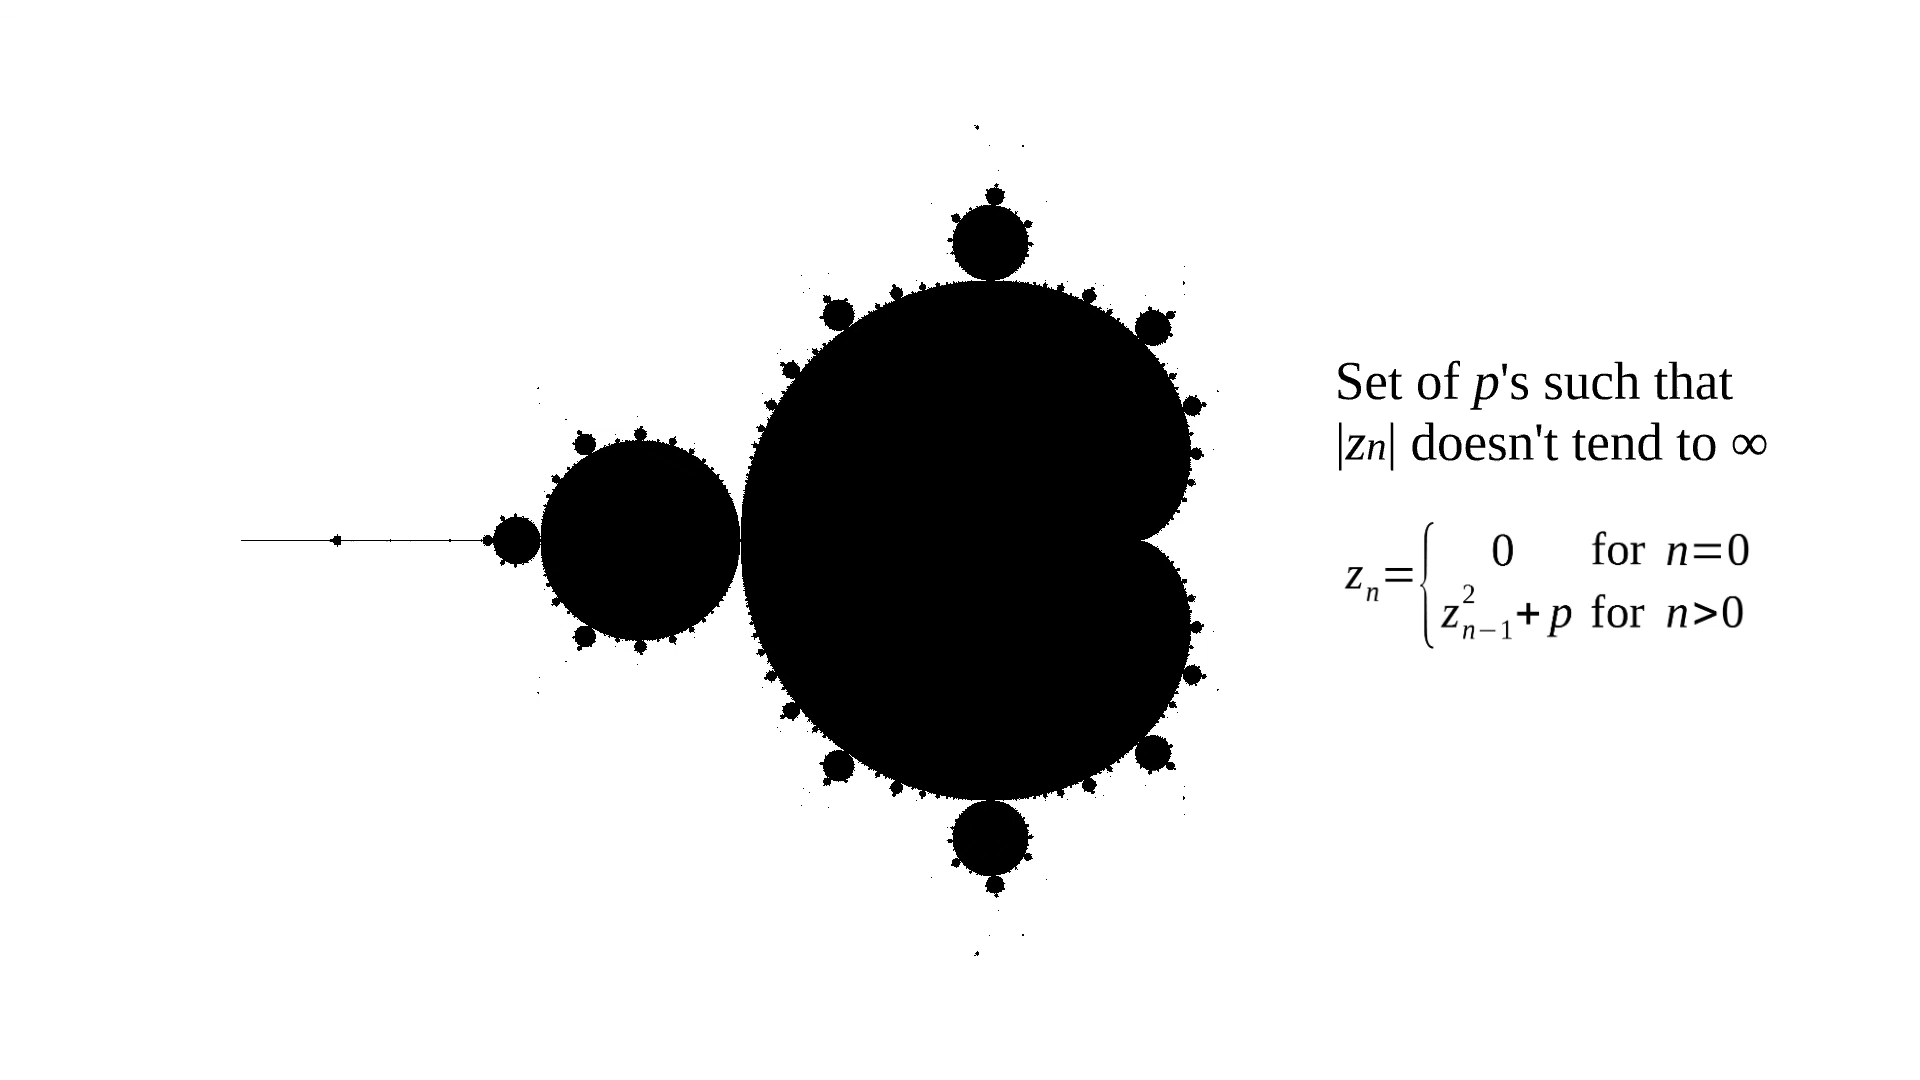 Set of p's such that
|zn| doesn't tend to ∞
zₙ = { 0 for n=0
z²ₙ₋₁ + p for n>0